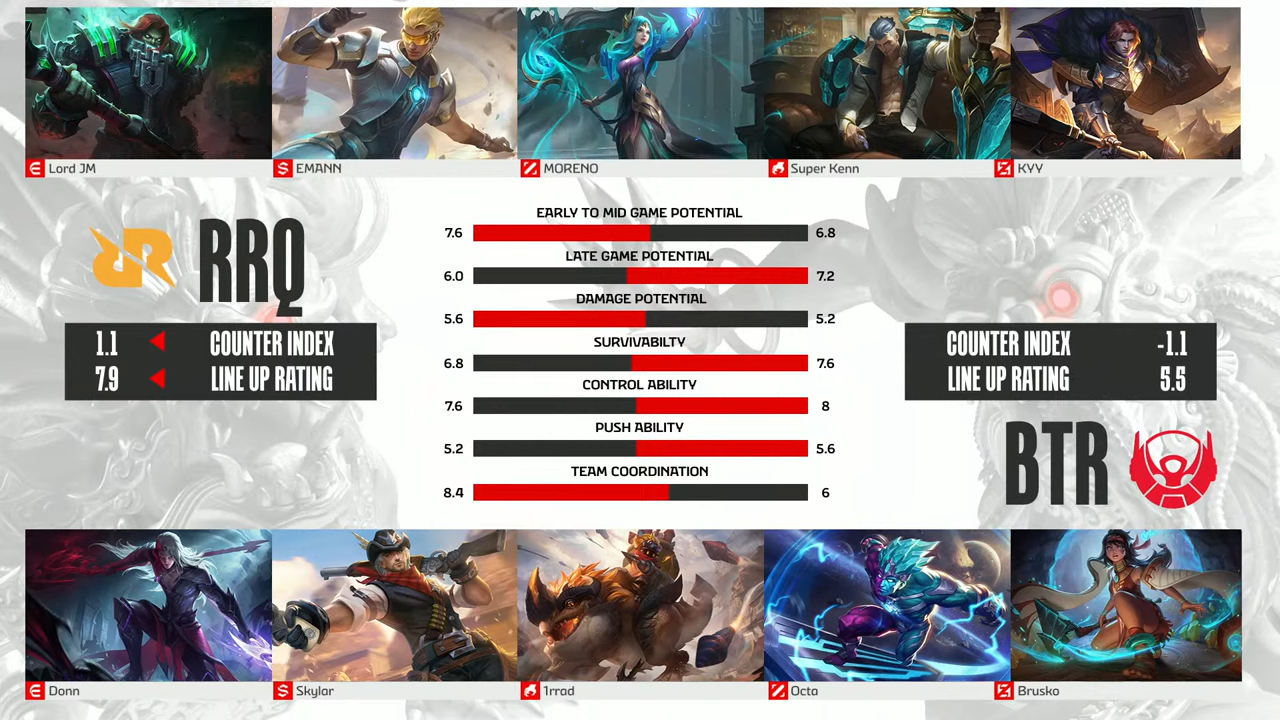 Lord JM
EMANN
MORENO
Super Kenn
KYY
RRQ
1.1 COUNTER INDEX
7.9 LINE UP RATING
EARLY TO MID GAME POTENTIAL
7.6 6.8
LATE GAME POTENTIAL
6.0 7.2
DAMAGE POTENTIAL
5.6 5.2
SURVIVABILTY
6.8 7.6
CONTROL ABILITY
7.6 8
PUSH ABILITY
5.2 5.6
TEAM COORDINATION
8.4 6
COUNTER INDEX -1.1
LINE UP RATING 5.5
BTR
Donn
Skylar
1rrad
Octa
Brusko